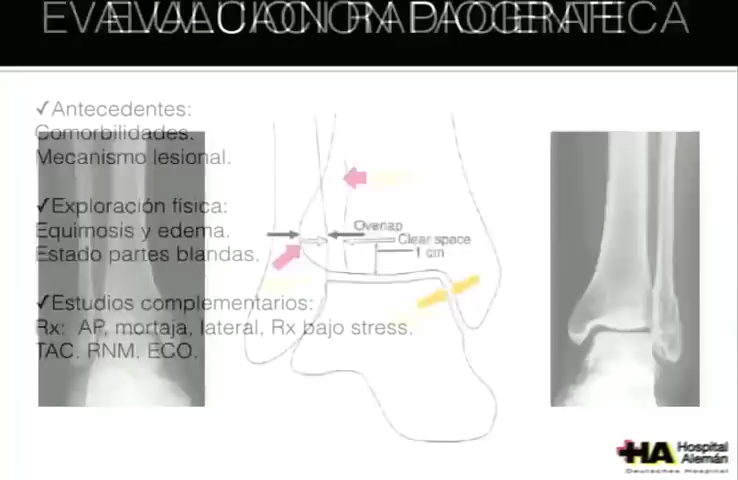 ✓Antecedentes:
Comorbilidades.
Mecanismo lesional.
✓Exploración física:
Equimosis y edema.
Estado partes blandas.
✓Estudios complementarios:
Rx: AP, mortaja, lateral, Rx bajo stress.
TAC, RNM, ECO.
Overlap
Clear space
1 cm
HA Hospital
Alemán
Deutsches Hospital